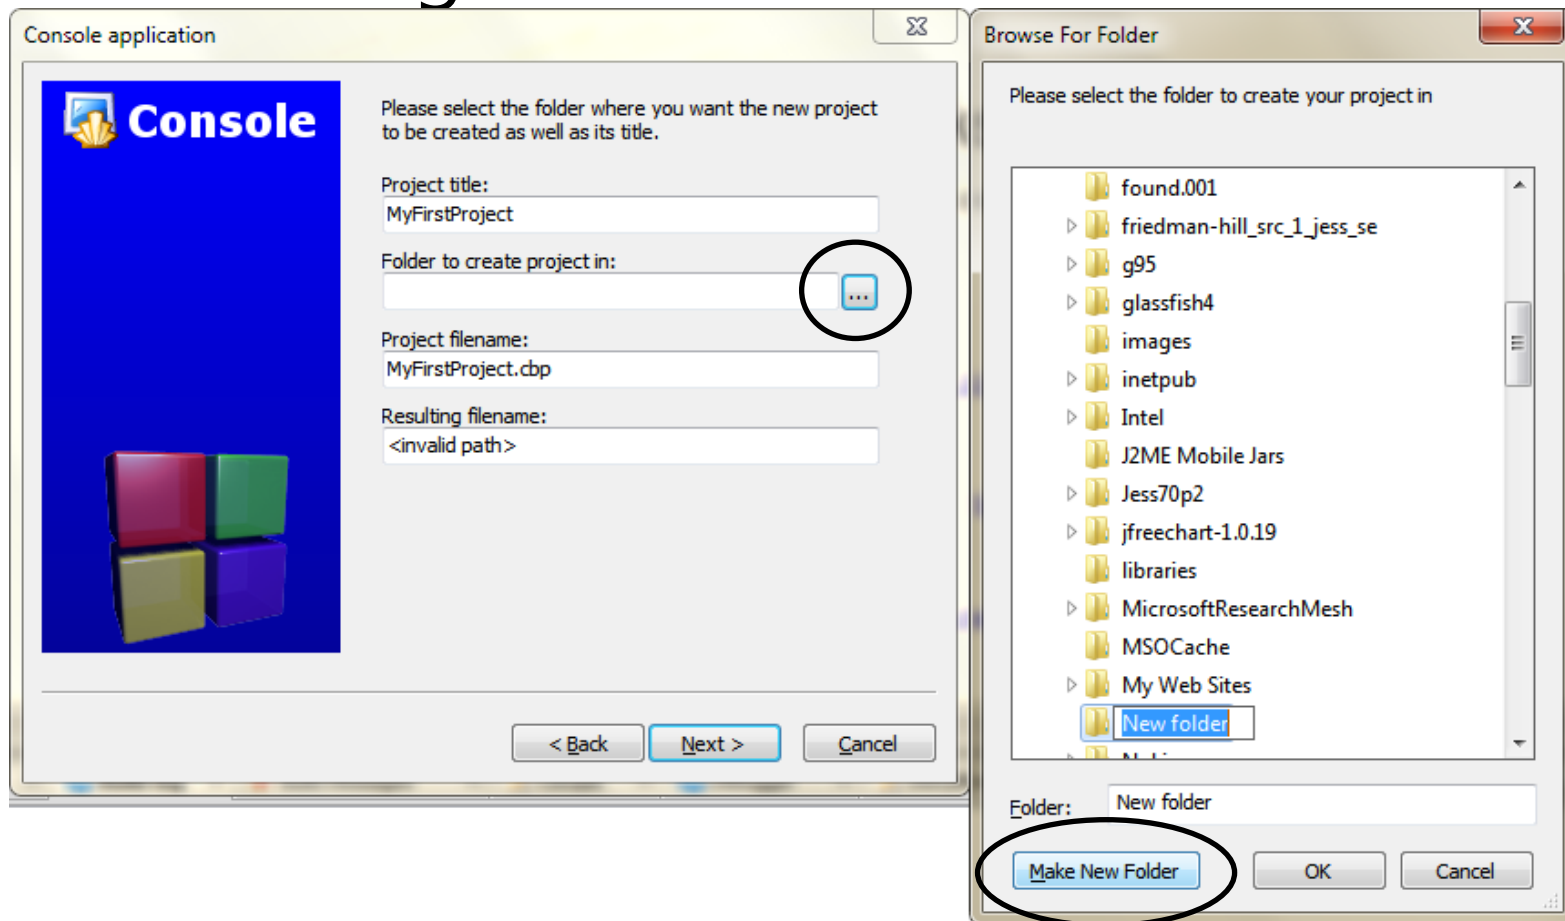 Console application
Console
Please select the folder where you want the new project
to be created as well as its title.
Project title:
MyFirstProject
Folder to create project in:
...
Project filename:
MyFirstProject.cbp
Resulting filename:
<invalid path>
< Back
Next >
Cancel
Browse For Folder
Please select the folder to create your project in
found.001
friedman-hill_src_1_jess_se
g95
glassfish4
images
inetpub
Intel
J2ME Mobile Jars
Jess70p2
jfreechart-1.0.19
libraries
MicrosoftResearchMesh
MSOCache
My Web Sites
New folder
Folder:
New folder
Make New Folder
OK
Cancel